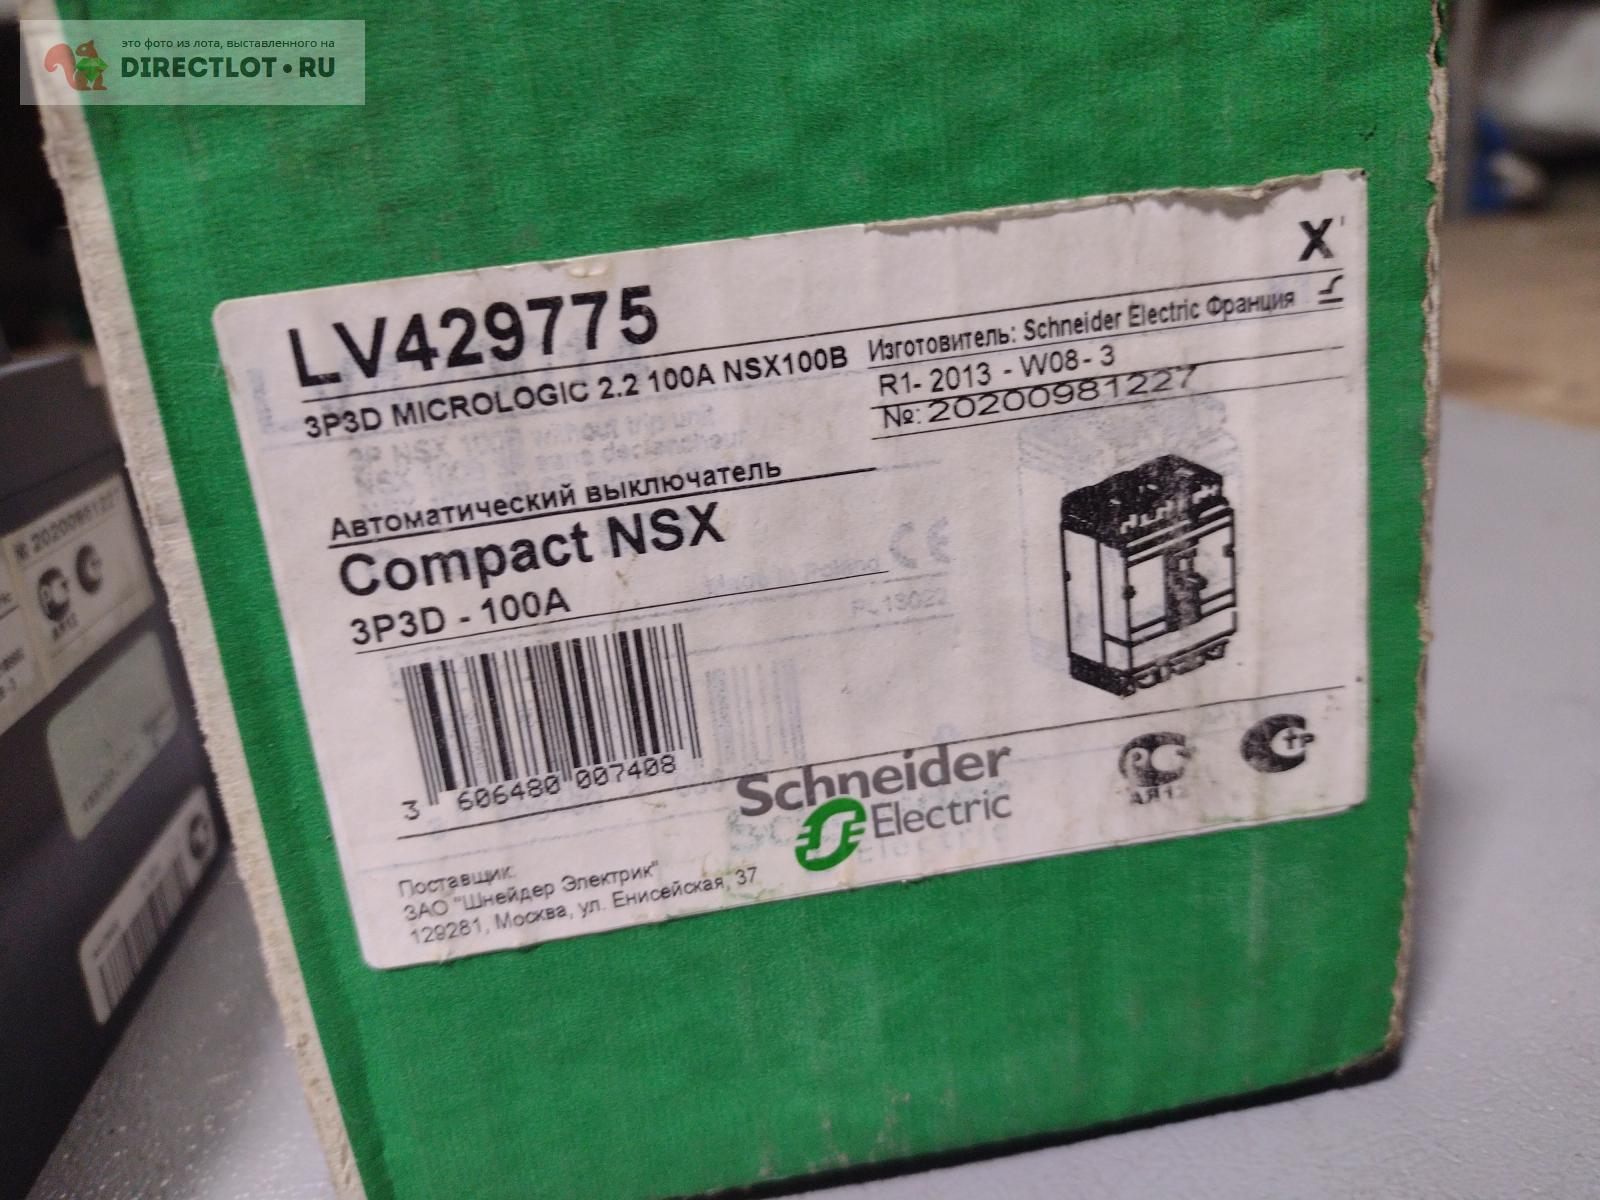 это фото из лота, выставленного на
DIRECTLOT•RU
X
LV429775
3P3D MICROLOGIC 2.2 100A NSX100B
Изготовитель: Schneider Electric Франция
R1- 2013 - W08- 3
№: 20200981227
Автоматический выключатель
Compact NSX
3P3D - 100A
3 606480 007408
Schneider
Electric
АЯ12
Поставщик:
ЗАО "Шнейдер Электрик"
129281, Москва, ул. Енисейская, 37